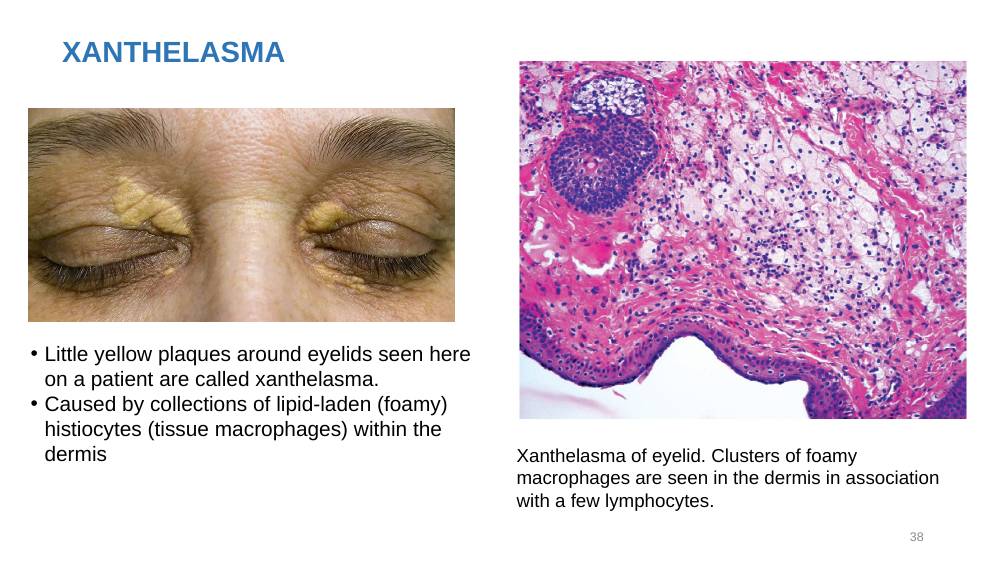 XANTHELASMA
• Little yellow plaques around eyelids seen here
on a patient are called xanthelasma.
• Caused by collections of lipid-laden (foamy)
histiocytes (tissue macrophages) within the
dermis
Xanthelasma of eyelid. Clusters of foamy
macrophages are seen in the dermis in association
with a few lymphocytes.
38